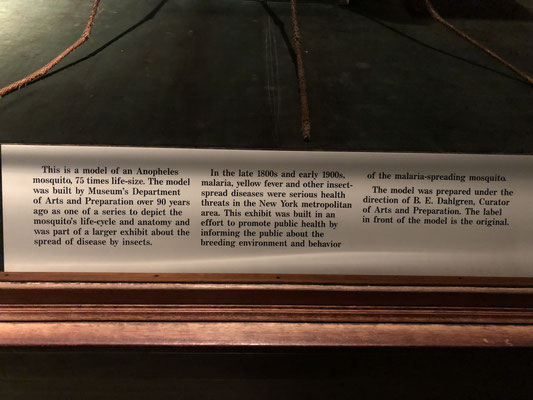 This is a model of an Anopheles
mosquito, 75 times life-size. The model
was built by Museum's Department
of Arts and Preparation over 90 years
ago as one of a series to depict the
mosquito's life-cycle and anatomy and
was part of a larger exhibit about the
spread of disease by insects.
In the late 1800s and early 1900s,
malaria, yellow fever and other insect-
spread diseases were serious health
threats in the New York metropolitan
area. This exhibit was built in an
effort to promote public health by
informing the public about the
breeding environment and behavior
of the malaria-spreading mosquito.
The model was prepared under the
direction of B. E. Dahlgren, Curator
of Arts and Preparation. The label
in front of the model is the original.